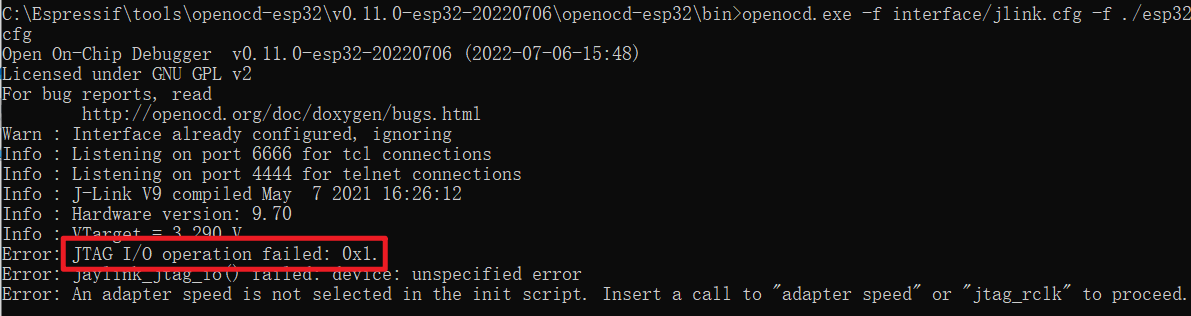 C:\Espressif\tools\openocd-esp32\v0.11.0-esp32-20220706\openocd-esp32\bin>openocd.exe -f interface/jlink.cfg -f ./esp32
cfg
Open On-Chip Debugger  v0.11.0-esp32-20220706 (2022-07-06-15:48)
Licensed under GNU GPL v2
For bug reports, read
        http://openocd.org/doc/doxygen/bugs.html
Warn : Interface already configured, ignoring
Info : Listening on port 6666 for tcl connections
Info : Listening on port 4444 for telnet connections
Info : J-Link V9 compiled May  7 2021 16:26:12
Info : Hardware version: 9.70
Info : VTarget = 3.290 V
Error: JTAG I/O operation failed: 0x1.
Error: jaylink_jtag_io() failed: device: unspecified error
Error: An adapter speed is not selected in the init script. Insert a call to "adapter speed" or "jtag_rclk" to proceed.